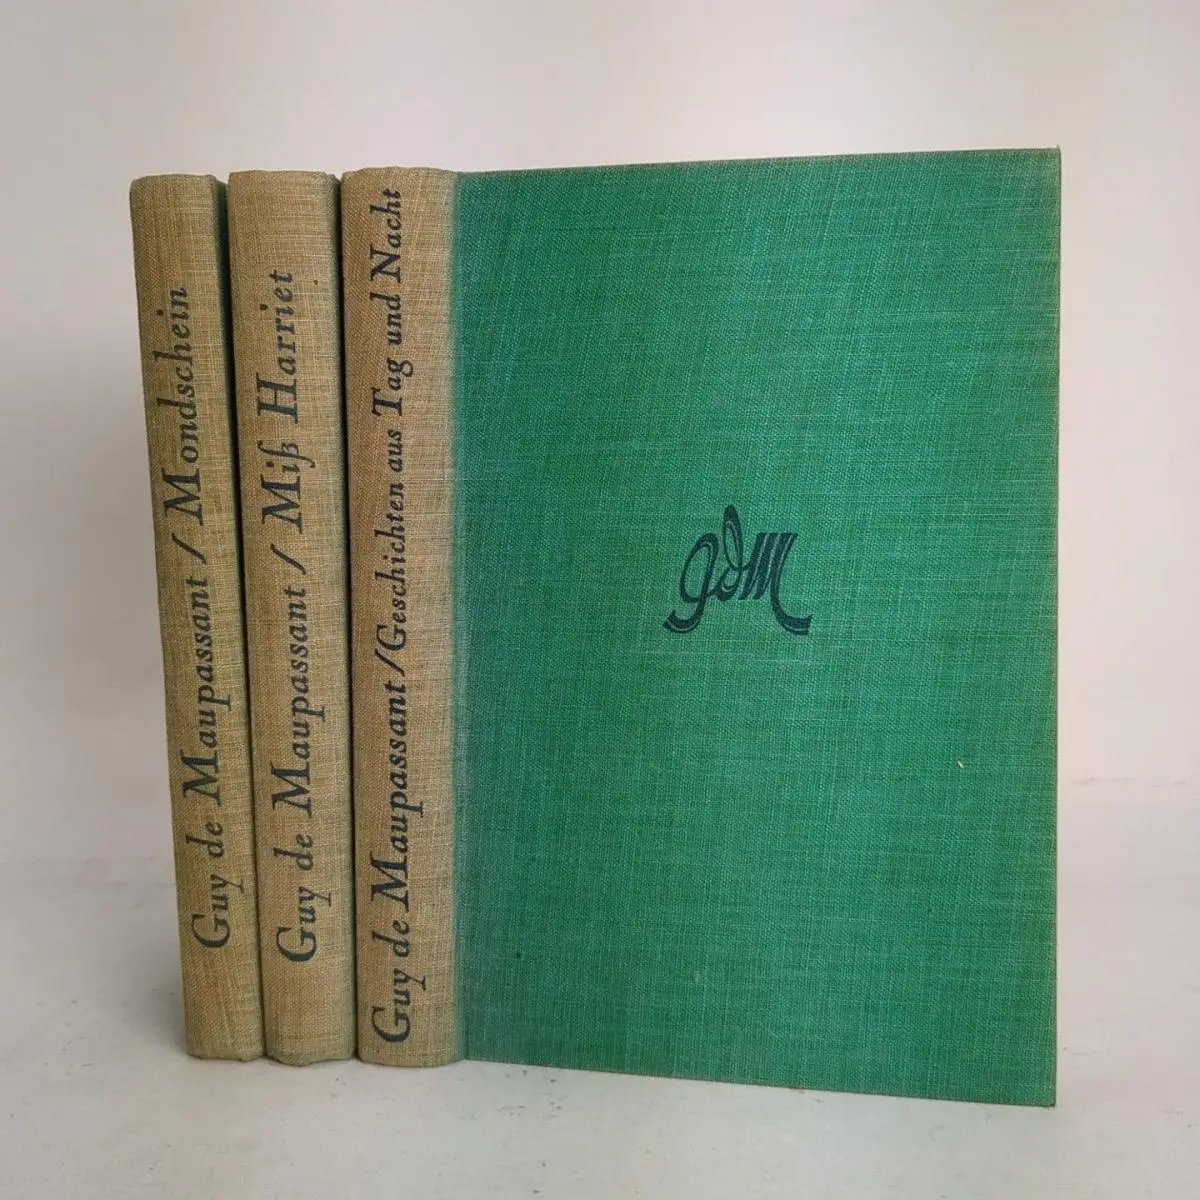 Guy de Maupassant / Mondschein
Guy de Maupassant / Miß Harriet
Guy de Maupassant / Geschichten aus Tag und Nacht
gdM